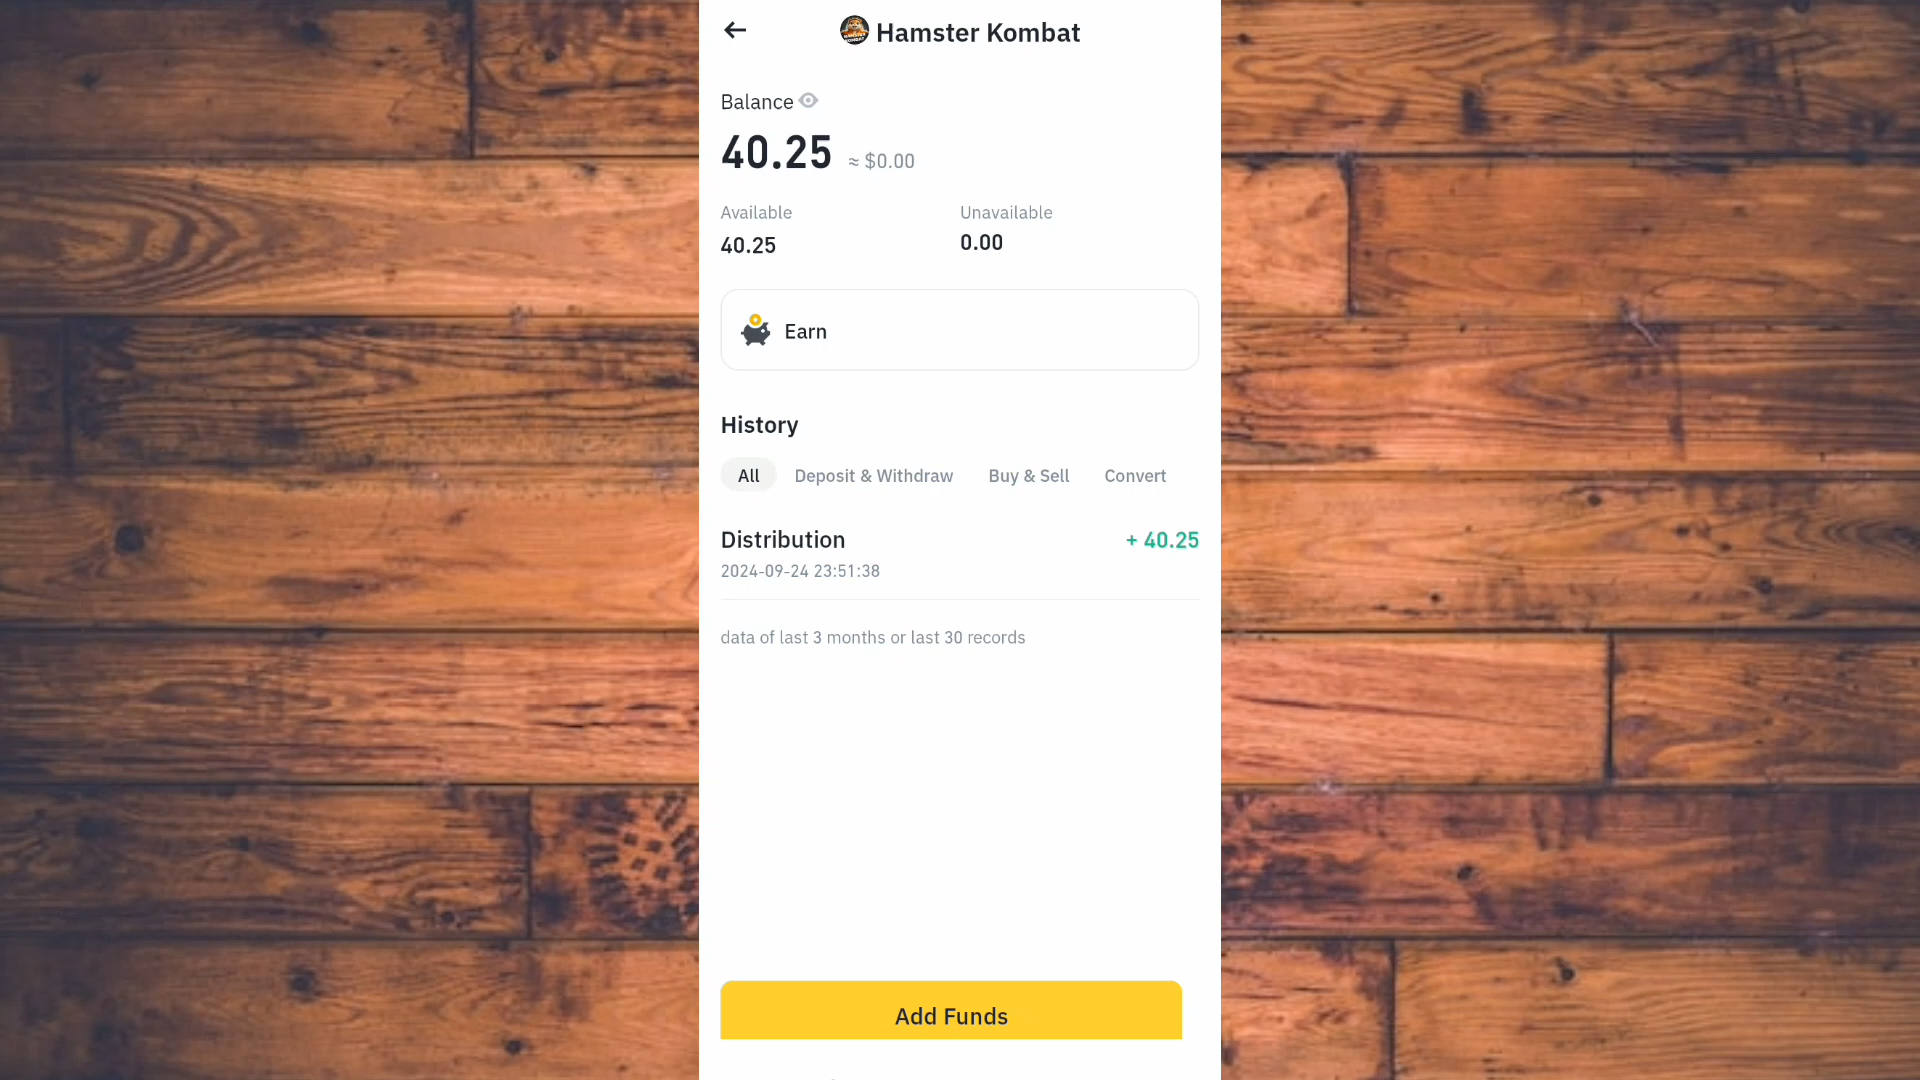 Hamster Kombat
Balance
40.25 ≈ $0.00
Available Unavailable
40.25 0.00
Earn
History
All Deposit & Withdraw Buy & Sell Convert
Distribution + 40.25
2024-09-24 23:51:38
data of last 3 months or last 30 records
Add Funds